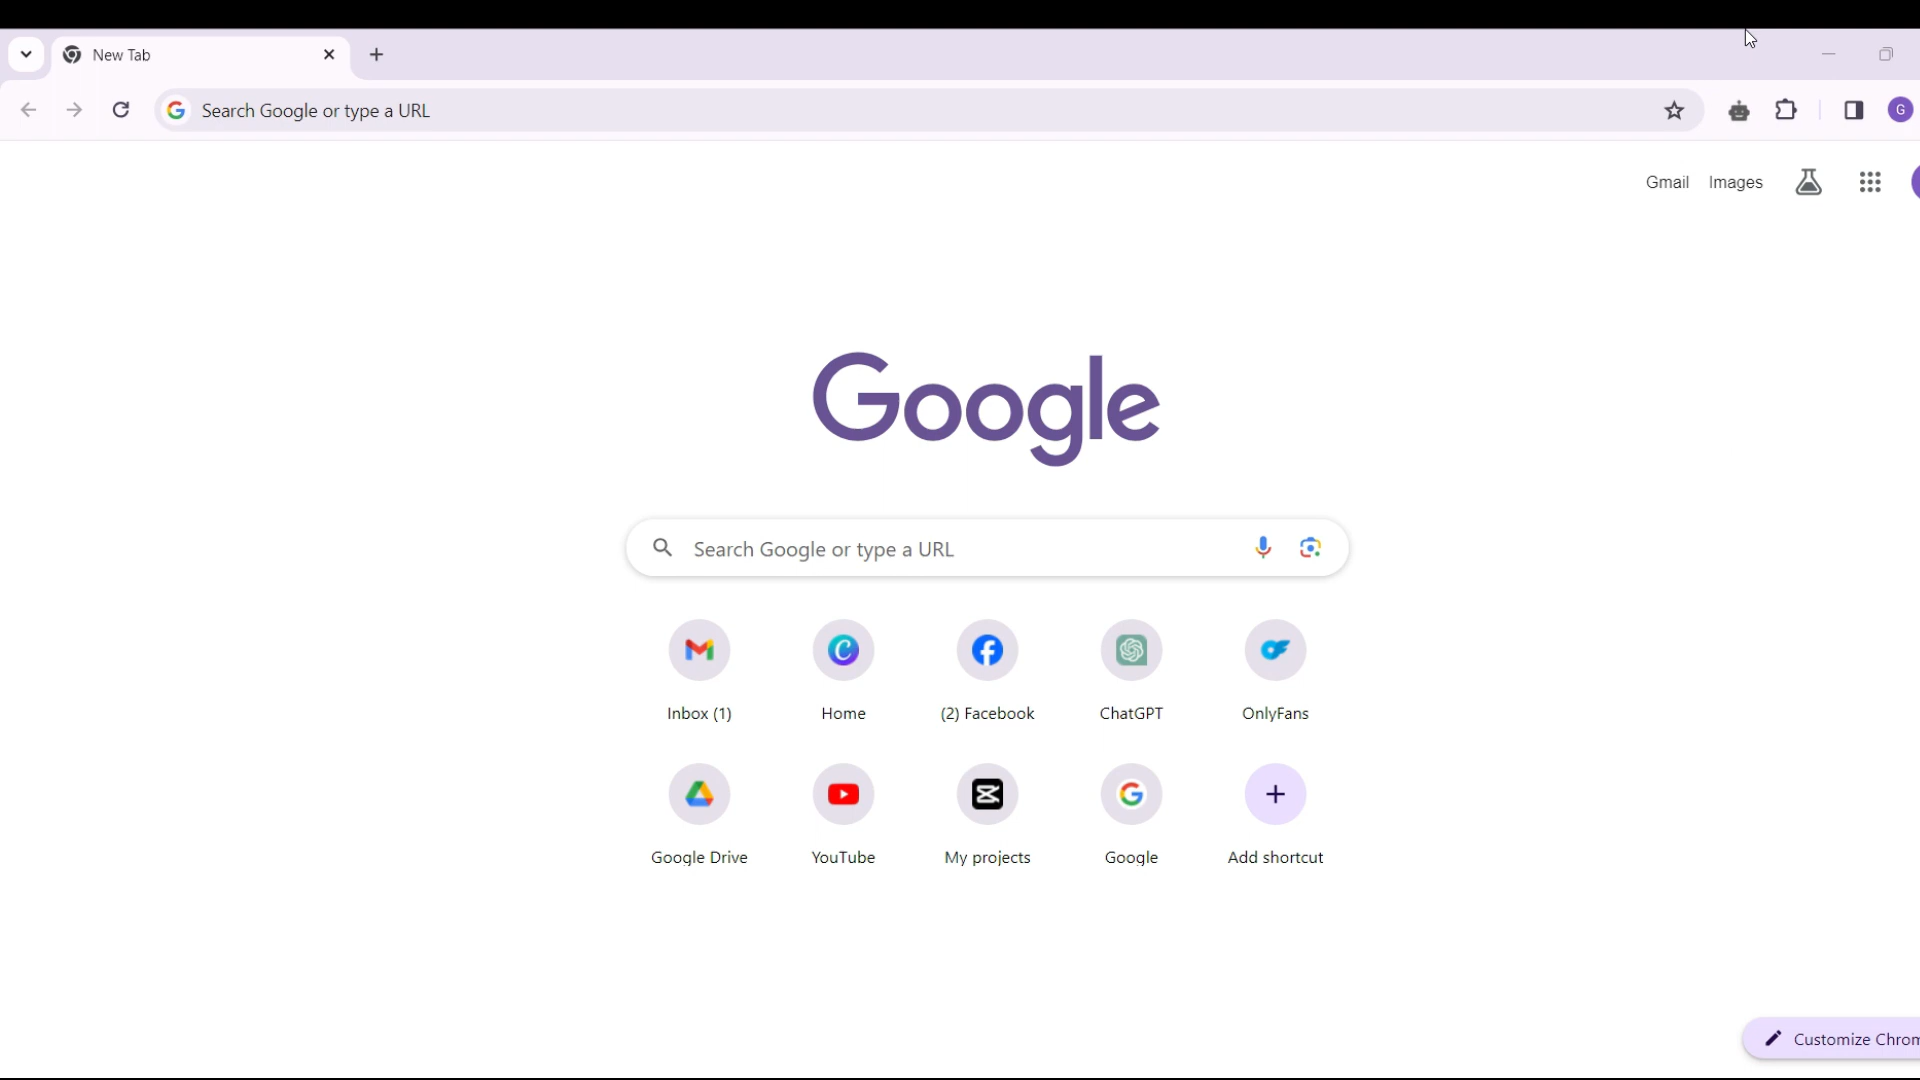 New Tab
Search Google or type a URL
G
Gmail Images
Google
Search Google or type a URL
Inbox (1) Home (2) Facebook ChatGPT OnlyFans
Google Drive YouTube My projects Google Add shortcut
Customize Chrom